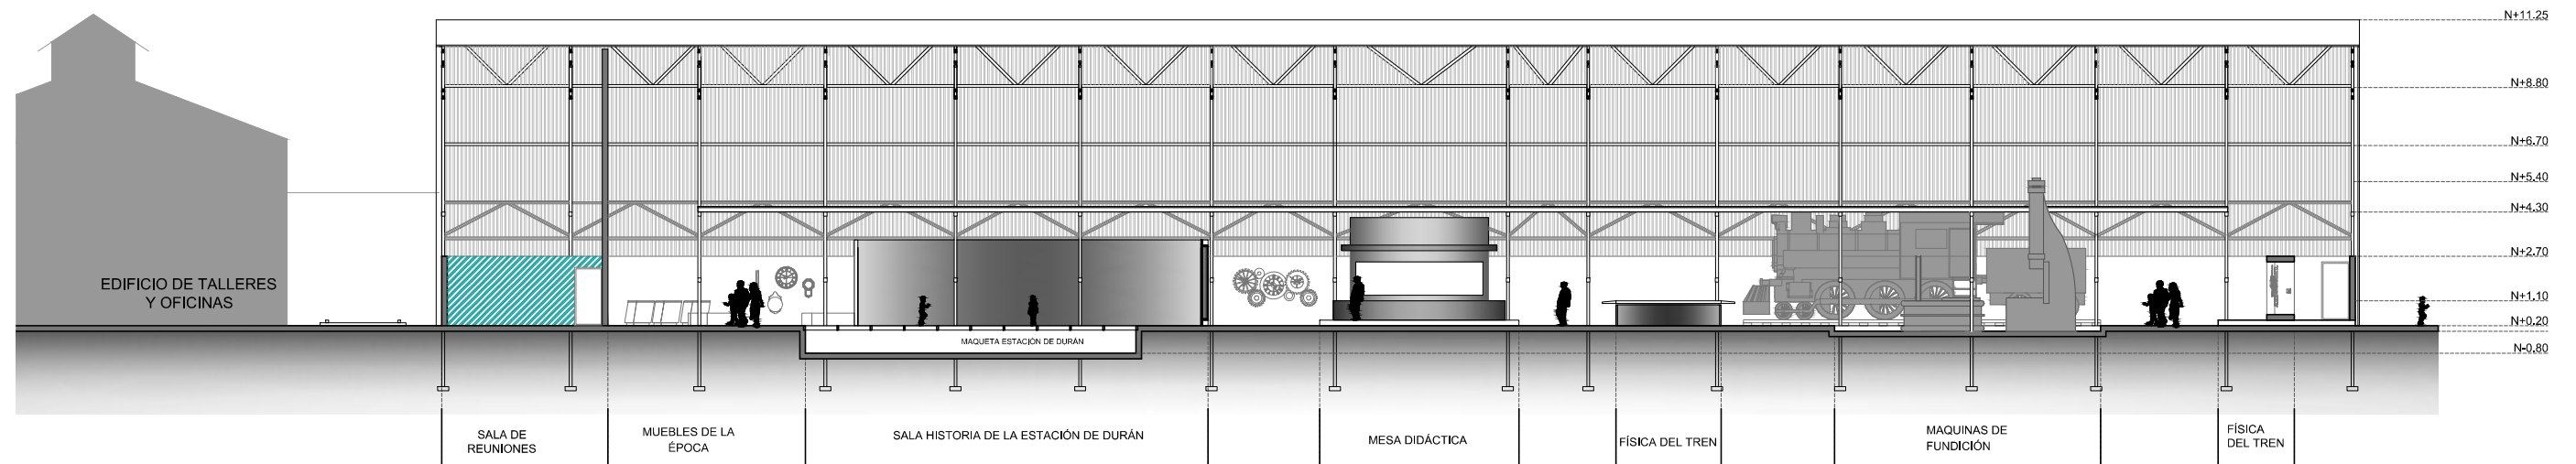 N+11.25
N+8.80
N+6.70
N+5.40
N+4.30
N+2.70
N+1.10
N+0.20
N-0.80
EDIFICIO DE TALLERES
Y OFICINAS
MAQUETA ESTACIÓN DE DURÁN
SALA DE
REUNIONES
MUEBLES DE LA
ÉPOCA
SALA HISTORIA DE LA ESTACIÓN DE DURÁN
MESA DIDÁCTICA
FÍSICA DEL TREN
MAQUINAS DE
FUNDICIÓN
FÍSICA
DEL TREN